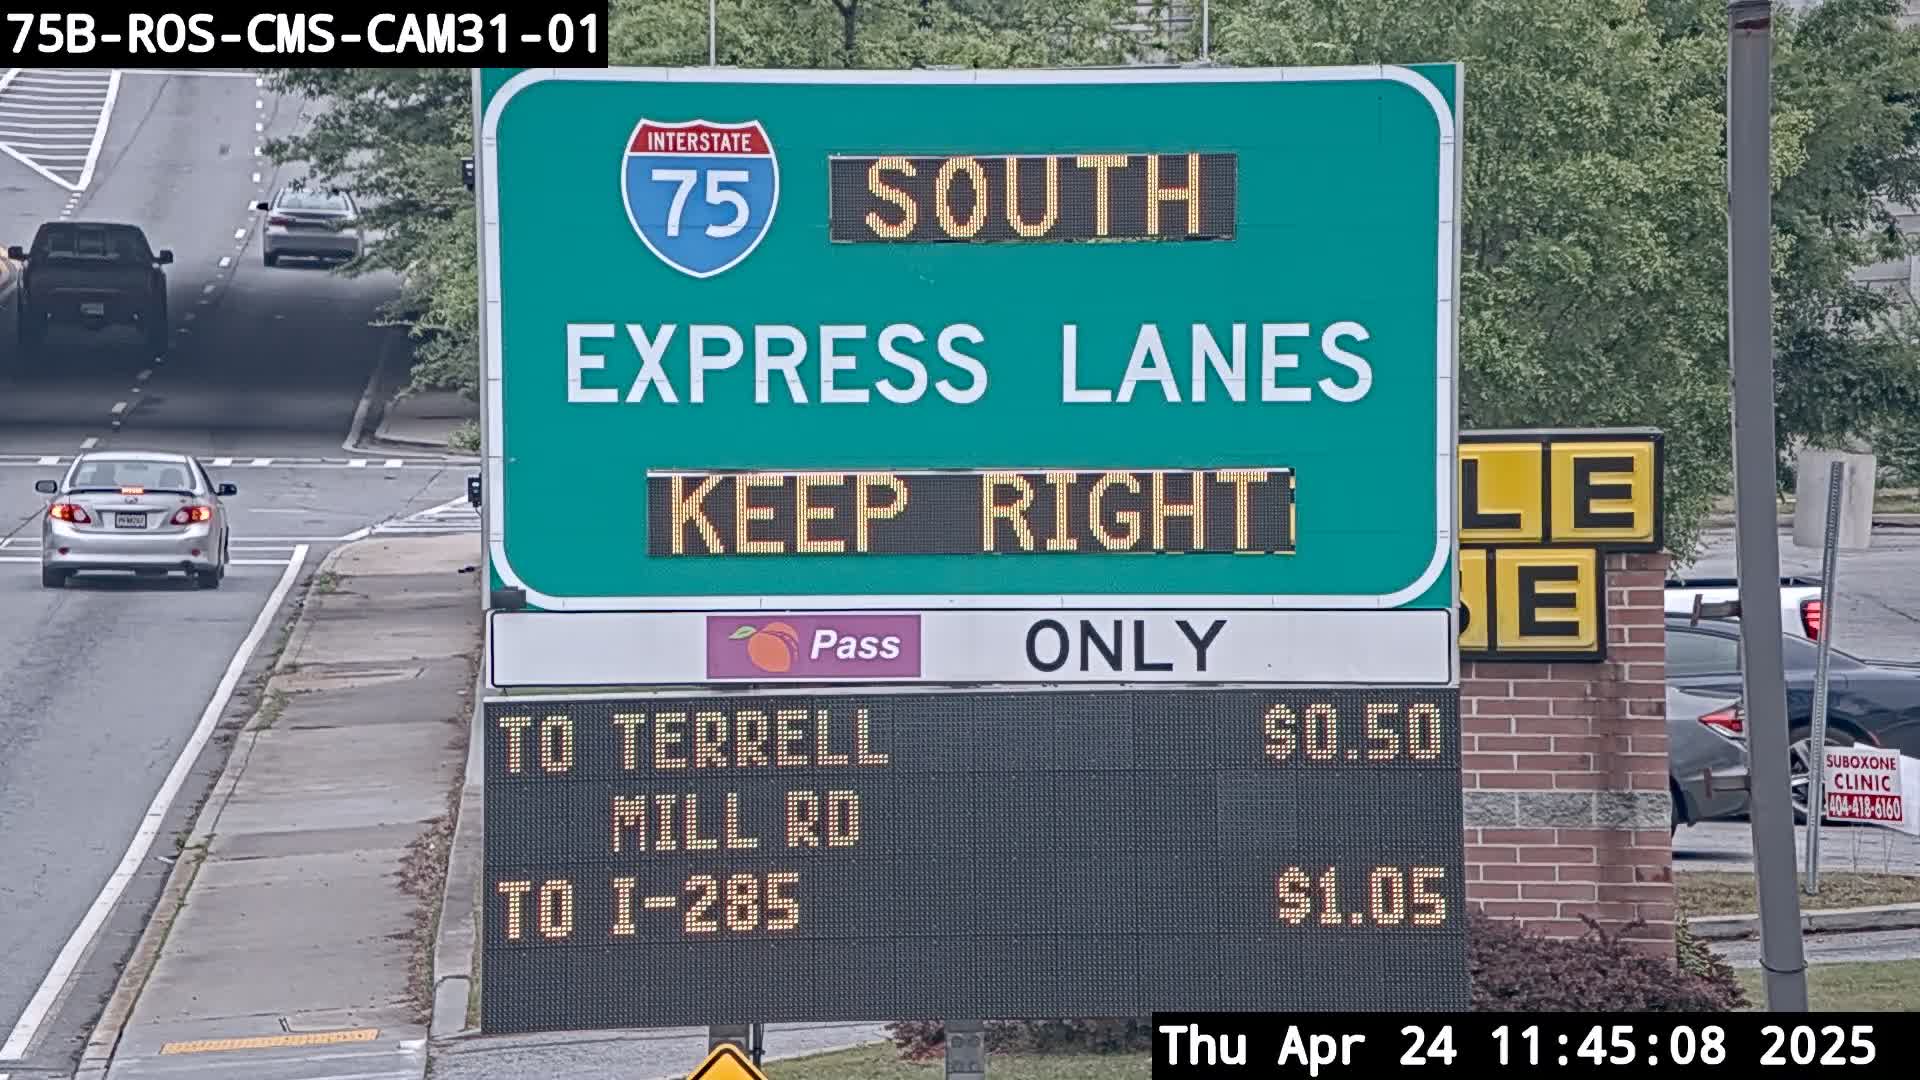 75B-ROS-CMS-CAM31-01
INTERSTATE
75
SOUTH
EXPRESS LANES
KEEP RIGHT
Pass ONLY
TO TERRELL $0.50
MILL RD
TO I-285 $1.05
LE
E
SUBOXONE
CLINIC
404-418-6160
Thu Apr 24 11:45:08 2025